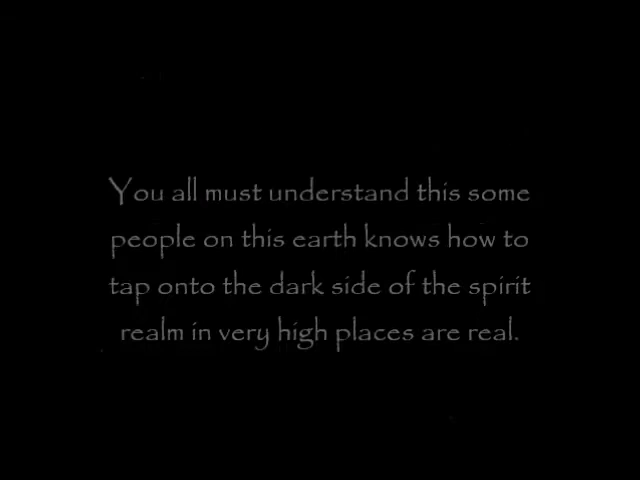 You all must understand this some
people on this earth knows how to
tap onto the dark side of the spirit
realm in very high places are real.